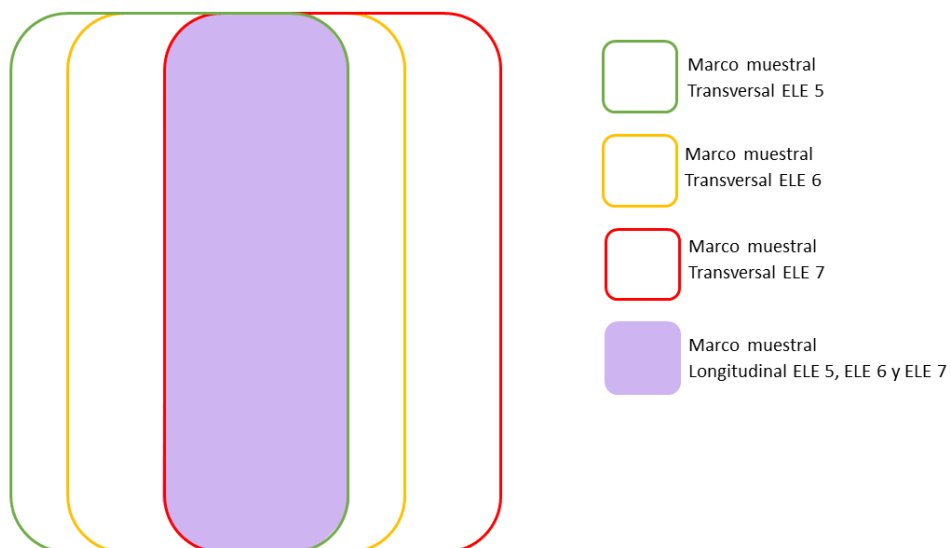 Marco muestral
Transversal ELE 5
Marco muestral
Transversal ELE 6
Marco muestral
Transversal ELE 7
Marco muestral
Longitudinal ELE 5, ELE 6 y ELE 7